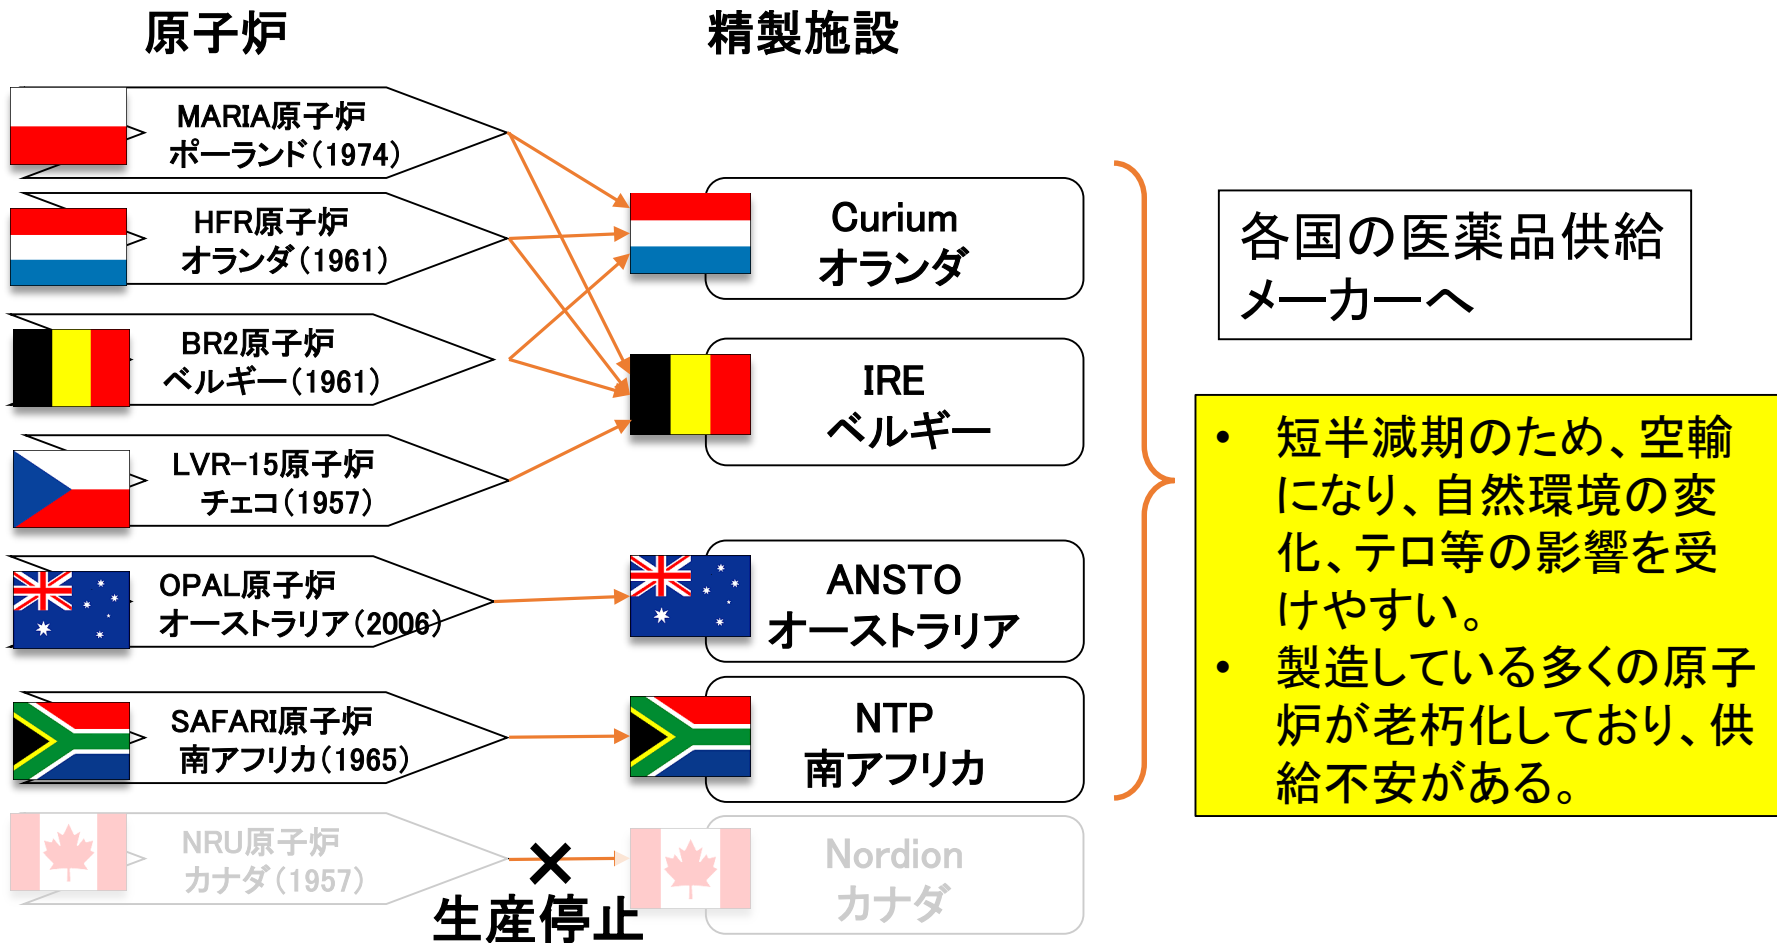 原子炉
精製施設
MARIA原子炉
ポーランド(1974)
HFR原子炉
オランダ(1961)
BR2原子炉
ベルギー(1961)
LVR-15原子炉
チェコ(1957)
OPAL原子炉
オーストラリア(2006)
SAFARI原子炉
南アフリカ(1965)
NRU原子炉
カナダ(1957)
生産停止
Curium
オランダ
IRE
ベルギー
ANSTO
オーストラリア
NTP
南アフリカ
Nordion
カナダ
各国の医薬品供給
メーカーへ
• 短半減期のため、空輸
になり、自然環境の変
化、テロ等の影響を受
けやすい。
• 製造している多くの原子
炉が老朽化しており、供
給不安がある。